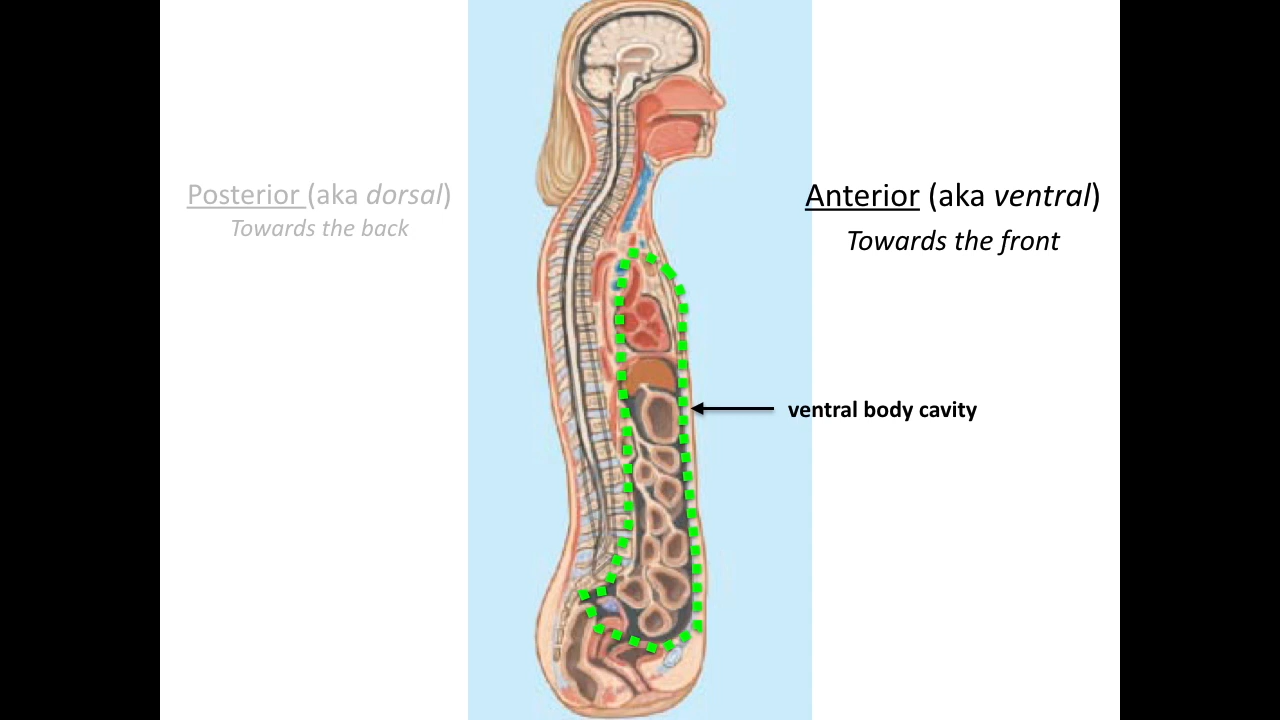 Posterior (aka dorsal)
Towards the back
Anterior (aka ventral)
Towards the front
ventral body cavity